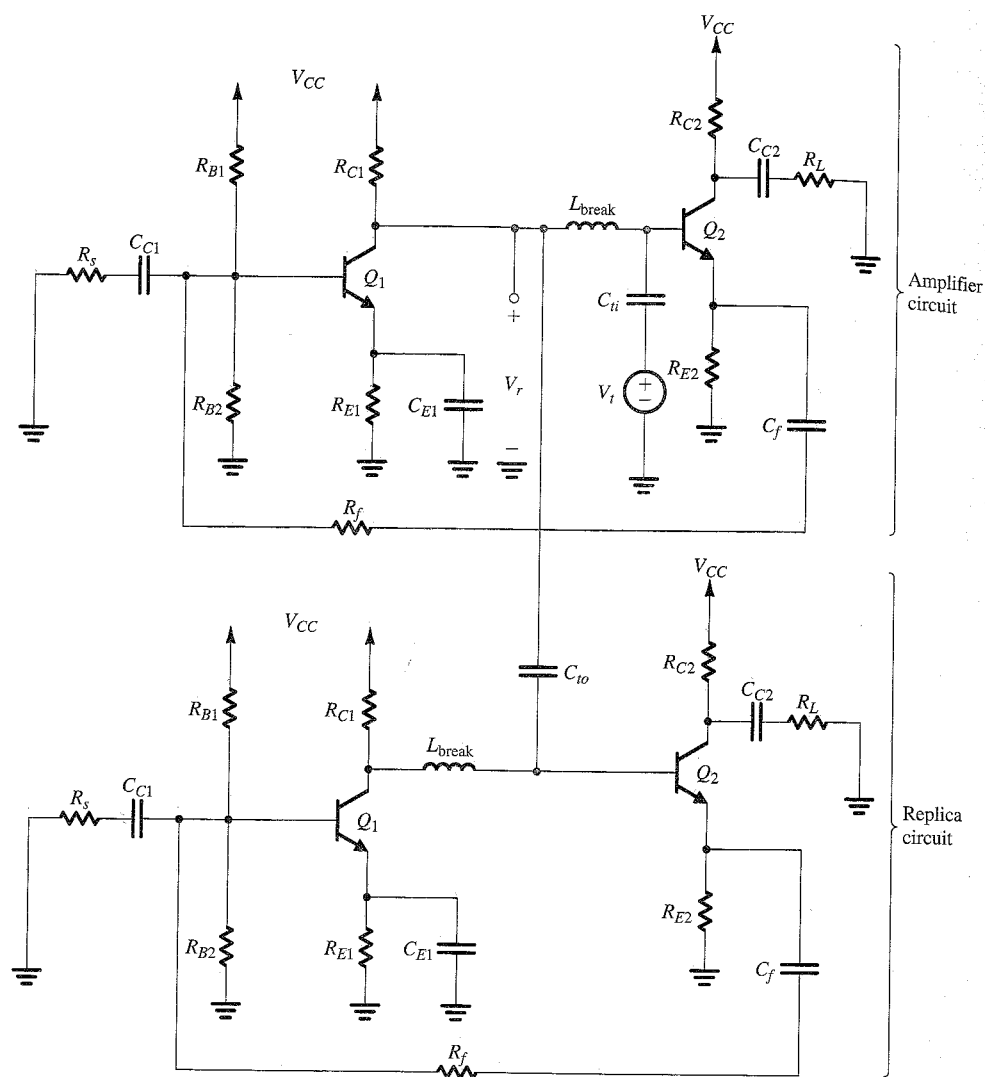 V_CC
V_CC
R_C2
R_B1
R_C1
C_C2
R_L
L_break
Q_2
C_C1
R_s
Q_1
C_ti
Amplifier
circuit
R_E2
R_B2
R_E1
C_E1
V_r
V_t
C_f
+
−
+
−
R_f
V_CC
V_CC
R_C2
C_to
R_B1
R_C1
C_C2
R_L
L_break
Q_2
C_C1
R_s
Q_1
Replica
circuit
R_E2
R_B2
R_E1
C_E1
C_f
R_f